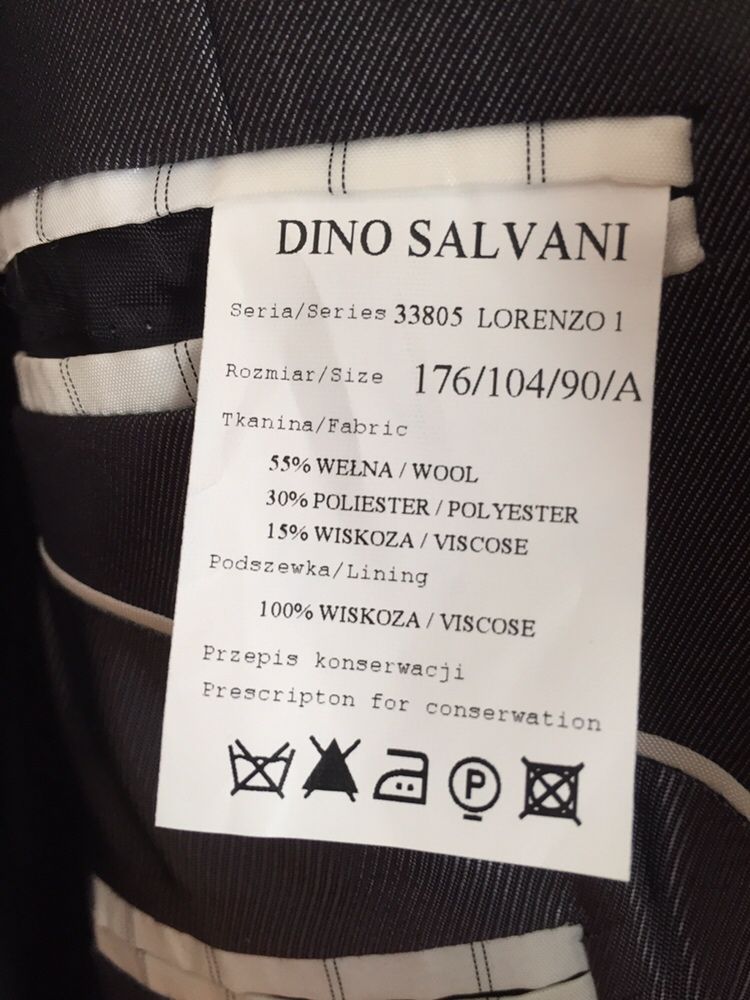 DINO SALVANI
Seria/Series 33805 LORENZO 1
Rozmiar/Size 176/104/90/A
Tkanina/Fabric
55% WEŁNA / WOOL
30% POLIESTER / POLYESTER
15% WISKOZA / VISCOSE
Podszewka/Lining
100% WISKOZA / VISCOSE
Przepis konserwacji
Prescripton for conserwation
P